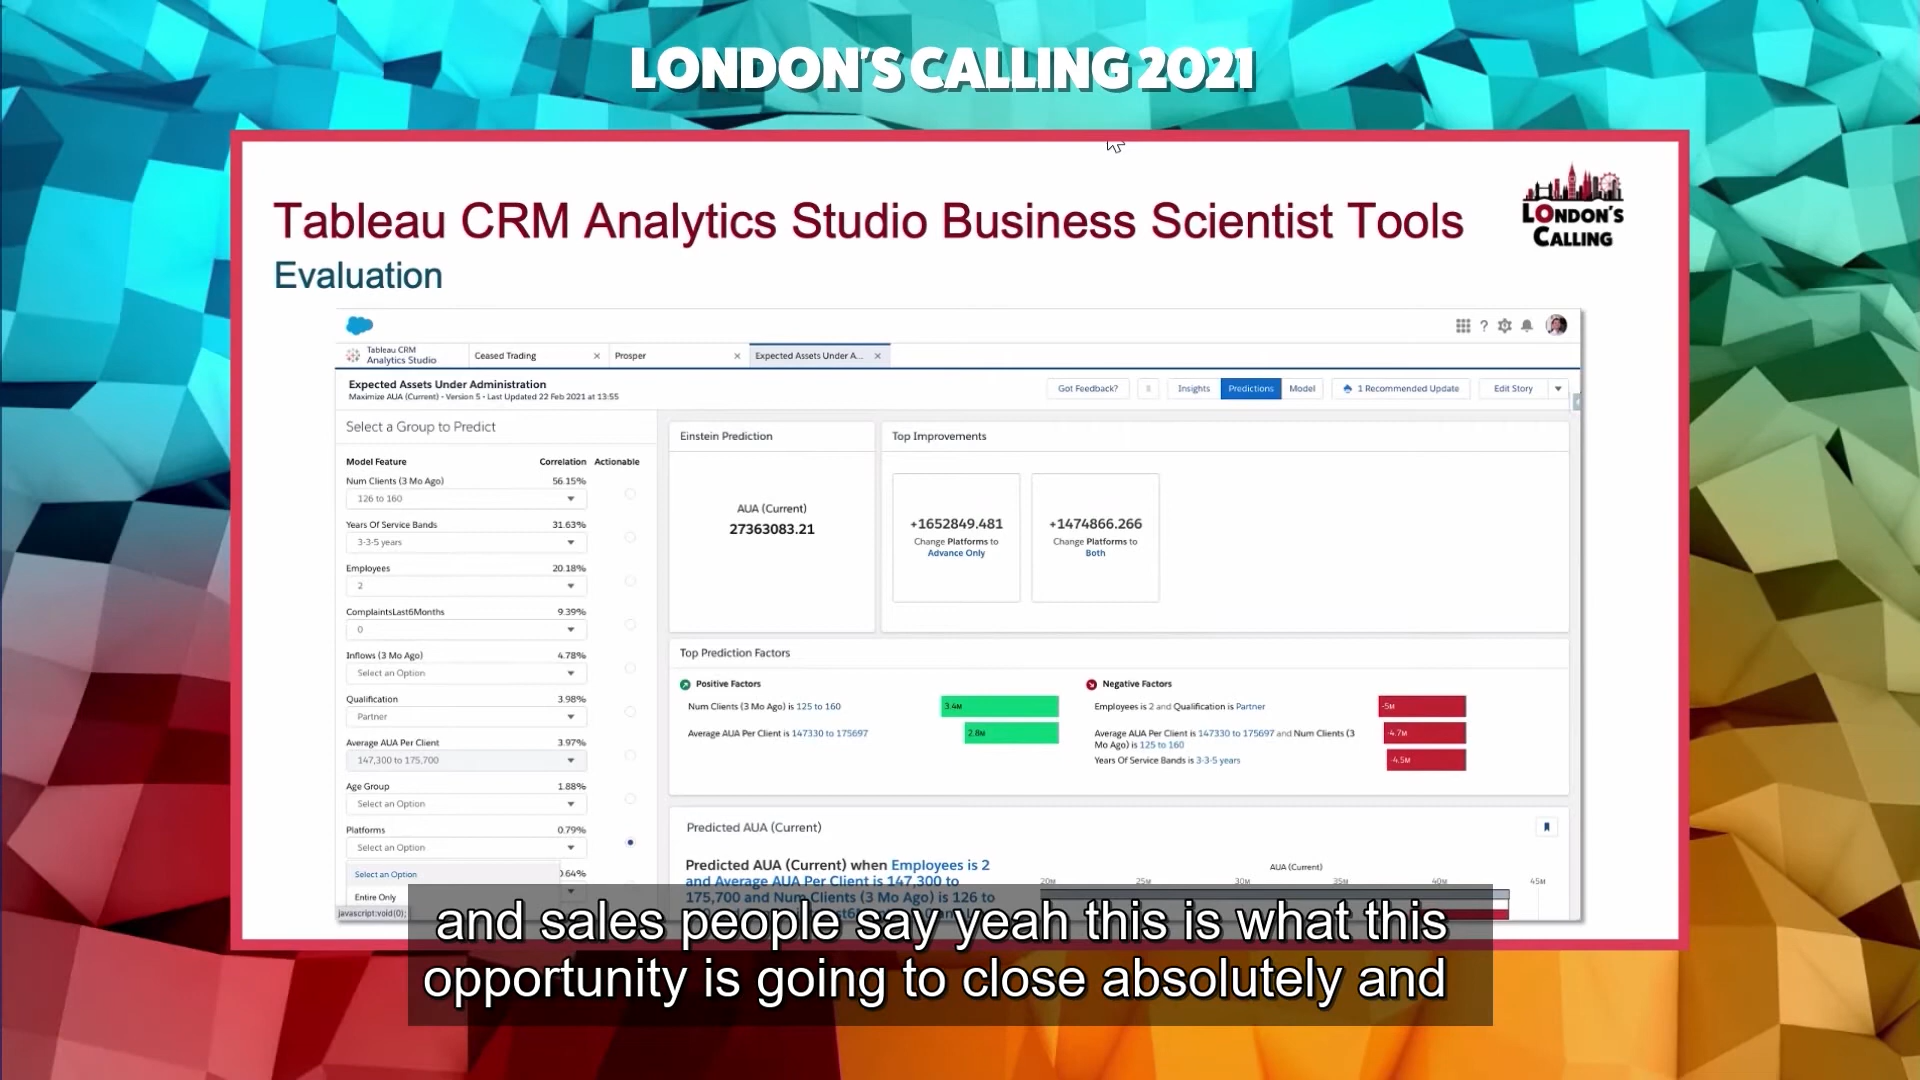 LONDON'S CALLING 2021
Tableau CRM Analytics Studio Business Scientist Tools
LONDON'S
CALLING
Evaluation
Tableau CRM
Analytics Studio
Ceased Trading
Prosper
Expected Assets Under A...
Expected Assets Under Administration
Maximize AUA (Current) • Version 5 • Last Updated 22 Feb 2021 at 13:55
Got Feedback?
Insights
Predictions
Model
1 Recommended Update
Edit Story
Select a Group to Predict
Model Feature Correlation Actionable
Num Clients (3 Mo Ago) 56.15%
126 to 160
Years Of Service Bands 31.63%
3-3-5 years
Employees 20.18%
2
ComplaintsLast6Months 9.39%
0
Inflows (3 Mo Ago) 4.78%
Select an Option
Qualification 3.98%
Partner
Average AUA Per Client 3.97%
147,300 to 175,700
Age Group 1.88%
Select an Option
Platforms 0.79%
Select an Option
Select an Option 0.64%
Entire Only
javascript:void(0);
Einstein Prediction
AUA (Current)
27363083.21
Top Improvements
+1652849.481
Change Platforms to
Advance Only
+1474866.266
Change Platforms to
Both
Top Prediction Factors
Positive Factors
Num Clients (3 Mo Ago) is 125 to 160 3.4M
Average AUA Per Client is 147330 to 175697 2.8M
Negative Factors
Employees is 2 and Qualification is Partner -5M
Average AUA Per Client is 147330 to 175697 and Num Clients (3 -4.7M
Mo Ago) is 125 to 160
Years Of Service Bands is 3-3-5 years -4.5M
Predicted AUA (Current)
Predicted AUA (Current) when Employees is 2
and Average AUA Per Client is 147,300 to
175,700 and Num Clients (3 Mo Ago) is 126 to
AUA (Current)
20M 25M 30M 35M 40M 45M
and sales people say yeah this is what this
opportunity is going to close absolutely and